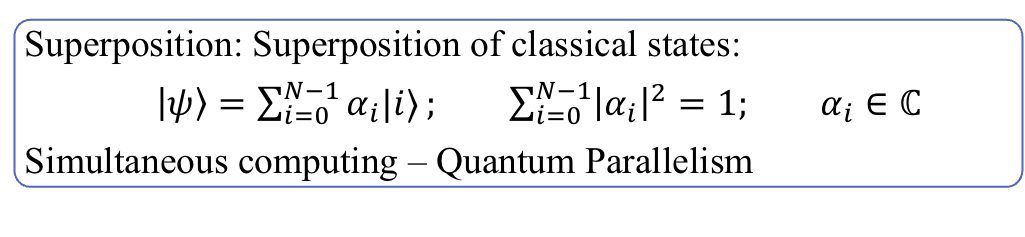 Superposition: Superposition of classical states:
|ψ⟩ = ∑_{i=0}^{N−1} α_i|i⟩ ; ∑_{i=0}^{N−1}|α_i|² = 1; α_i ∈ ℂ
Simultaneous computing – Quantum Parallelism